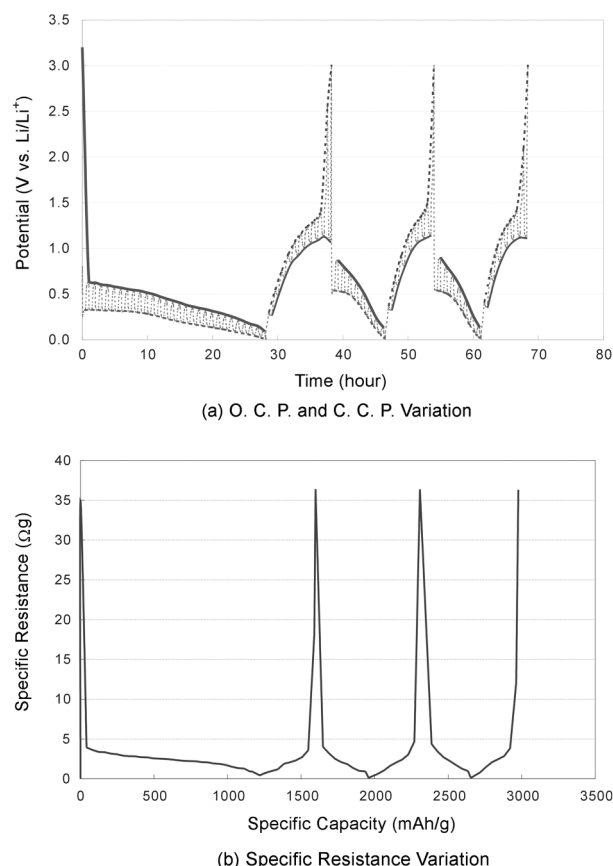 3.5
3.0
2.5
2.0
1.5
1.0
0.5
0.0
Potential (V vs. Li/Li⁺)
0 10 20 30 40 50 60 70 80
Time (hour)
(a) O. C. P. and C. C. P. Variation
40
35
30
25
20
15
10
5
0
Specific Resistance (Ωg)
0 500 1000 1500 2000 2500 3000 3500
Specific Capacity (mAh/g)
(b) Specific Resistance Variation